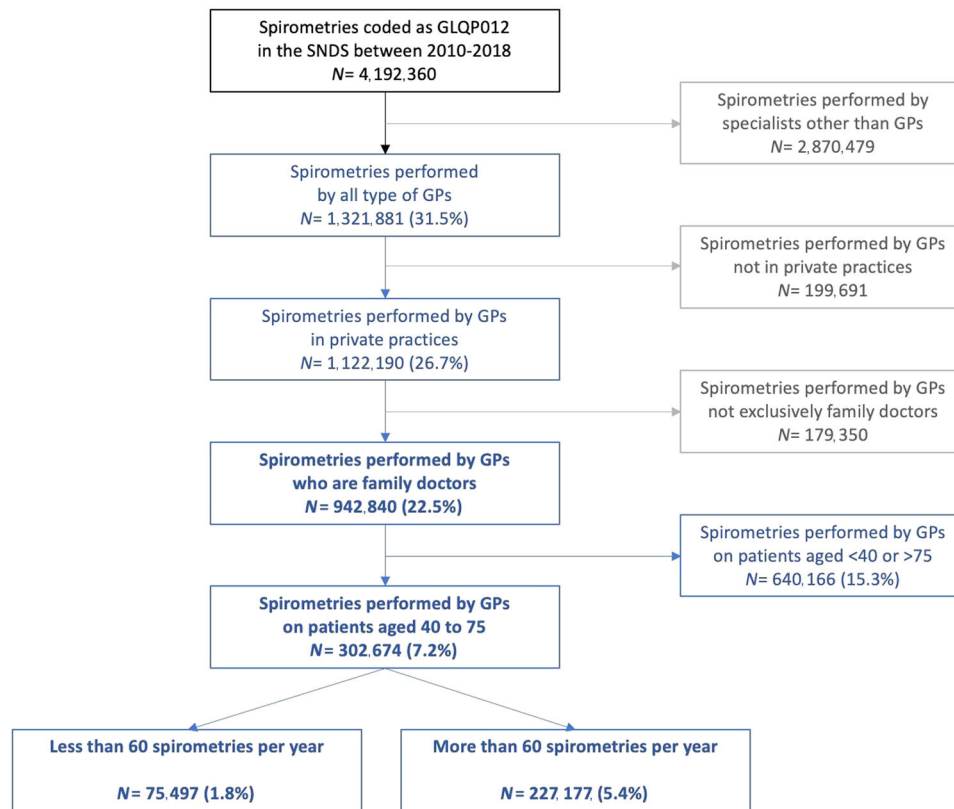 Spirometries coded as GLQP012
in the SNDS between 2010-2018
N= 4,192,360
Spirometries performed by
specialists other than GPs
N= 2,870,479
Spirometries performed
by all type of GPs
N= 1,321,881 (31.5%)
Spirometries performed by GPs
not in private practices
N= 199,691
Spirometries performed by GPs
in private practices
N= 1,122,190 (26.7%)
Spirometries performed by GPs
not exclusively family doctors
N= 179,350
Spirometries performed by GPs
who are family doctors
N= 942,840 (22.5%)
Spirometries performed by GPs
on patients aged <40 or >75
N= 640,166 (15.3%)
Spirometries performed by GPs
on patients aged 40 to 75
N= 302,674 (7.2%)
Less than 60 spirometries per year
N= 75,497 (1.8%)
More than 60 spirometries per year
N= 227,177, (5.4%)